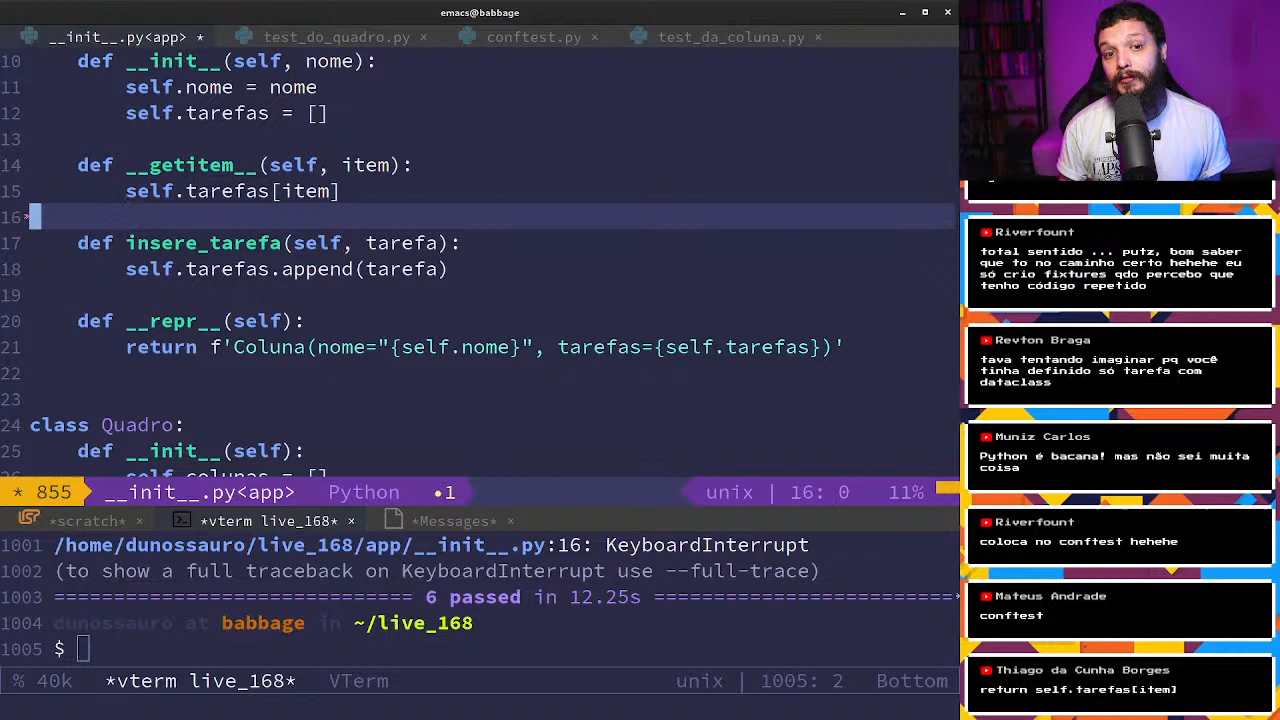 emacs@babbage
__init__.py<app> * test_do_quadro.py × conftest.py × test_da_coluna.py ×
10 def __init__(self, nome):
11 self.nome = nome
12 self.tarefas = []
13
14 def __getitem__(self, item):
15 self.tarefas[item]
16
17 def insere_tarefa(self, tarefa):
18 self.tarefas.append(tarefa)
19
20 def __repr__(self):
21 return f'Coluna(nome="{self.nome}", tarefas={self.tarefas})'
22
23
24 class Quadro:
25 def __init__(self):
26 self.colunas = []
* 855 __init__.py<app> Python •1 unix | 16: 0 11%
*scratch* × *vterm live_168* × *Messages* ×
1001 /home/dunossauro/live_168/app/__init__.py:16: KeyboardInterrupt
1002 (to show a full traceback on KeyboardInterrupt use --full-trace)
1003 ============================== 6 passed in 12.25s =========================
1004 dunossauro at babbage in ~/live_168
1005 $
% 40k *vterm live_168* VTerm unix | 1005: 2 Bottom
Riverfount
total sentido ... putz, bom saber
que to no caminho certo hehehe eu
só crio fixtures qdo percebo que
tenho código repetido
Revton Braga
tava tentando imaginar pq você
tinha definido só tarefa com
dataclass
Muniz Carlos
Python é bacana! mas não sei muita
coisa
Riverfount
coloca no conftest hehehe
Mateus Andrade
conftest
Thiago da Cunha Borges
return self.tarefas[item]